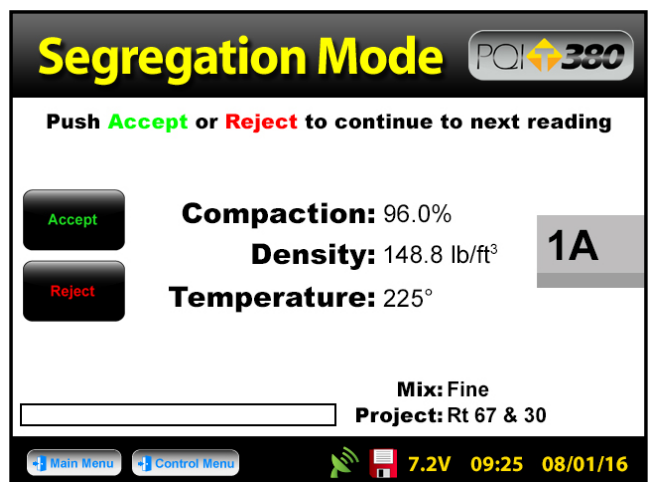 Segregation Mode PQI T 380
Push Accept or Reject to continue to next reading
Accept
Reject
Compaction: 96.0%
Density: 148.8 lb/ft³
Temperature: 225°
1A
Mix: Fine
Project: Rt 67 & 30
Main Menu Control Menu 7.2V 09:25 08/01/16